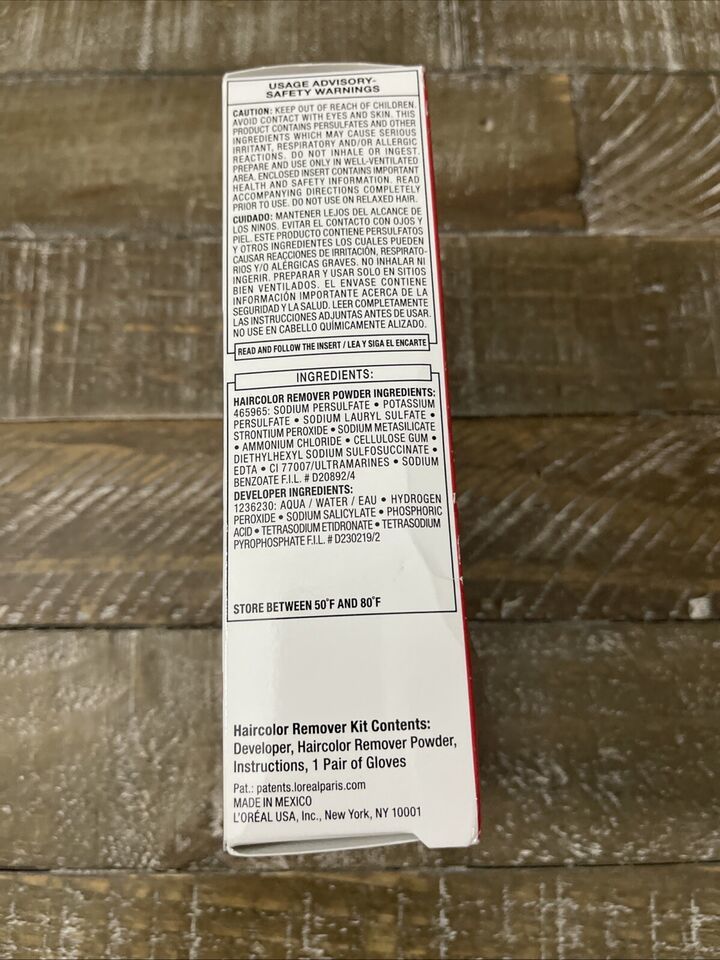 USAGE ADVISORY-
SAFETY WARNINGS
CAUTION: KEEP OUT OF REACH OF CHILDREN.
AVOID CONTACT WITH EYES AND SKIN. THIS
PRODUCT CONTAINS PERSULFATES AND OTHER
INGREDIENTS WHICH MAY CAUSE SERIOUS
IRRITANT, RESPIRATORY AND/OR ALLERGIC
REACTIONS. DO NOT INHALE OR INGEST.
PREPARE AND USE ONLY IN WELL-VENTILATED
AREA. ENCLOSED INSERT CONTAINS IMPORTANT
HEALTH AND SAFETY INFORMATION. READ
ACCOMPANYING DIRECTIONS COMPLETELY
PRIOR TO USE. DO NOT USE ON RELAXED HAIR.
CUIDADO: MANTENER LEJOS DEL ALCANCE DE
LOS NINOS. EVITAR EL CONTACTO CON OJOS Y
PIEL. ESTE PRODUCTO CONTIENE PERSULFATOS
Y OTROS INGREDIENTES LOS CUALES PUEDEN
CAUSAR REACCIONES DE IRRITACIÓN, RESPIRATO-
RIOS Y/O ALÉRGICAS GRAVES. NO INHALAR NI
INGERIR. PREPARAR Y USAR SOLO EN SITIOS
BIEN VENTILADOS. EL ENVASE CONTIENE
INFORMACIÓN IMPORTANTE ACERCA DE LA
SEGURIDAD Y LA SALUD. LEER COMPLETAMENTE
LAS INSTRUCCIONES ADJUNTAS ANTES DE USAR.
NO USE EN CABELLO QUÍMICAMENTE ALIZADO.
READ AND FOLLOW THE INSERT / LEA Y SIGA EL ENCARTE
INGREDIENTS:
HAIRCOLOR REMOVER POWDER INGREDIENTS:
465965: SODIUM PERSULFATE • POTASSIUM
PERSULFATE • SODIUM LAURYL SULFATE •
STRONTIUM PEROXIDE • SODIUM METASILICATE
• AMMONIUM CHLORIDE • CELLULOSE GUM •
DIETHYLHEXYL SODIUM SULFOSUCCINATE •
EDTA • CI 77007/ULTRAMARINES • SODIUM
BENZOATE F.I.L. # D20892/4
DEVELOPER INGREDIENTS:
1236230: AQUA / WATER / EAU • HYDROGEN
PEROXIDE • SODIUM SALICYLATE • PHOSPHORIC
ACID • TETRASODIUM ETIDRONATE • TETRASODIUM
PYROPHOSPHATE F.I.L. # D230219/2
STORE BETWEEN 50°F AND 80°F
Haircolor Remover Kit Contents:
Developer, Haircolor Remover Powder,
Instructions, 1 Pair of Gloves
Pat.: patents.lorealparis.com
MADE IN MEXICO
L'ORÉAL USA, Inc., New York, NY 10001